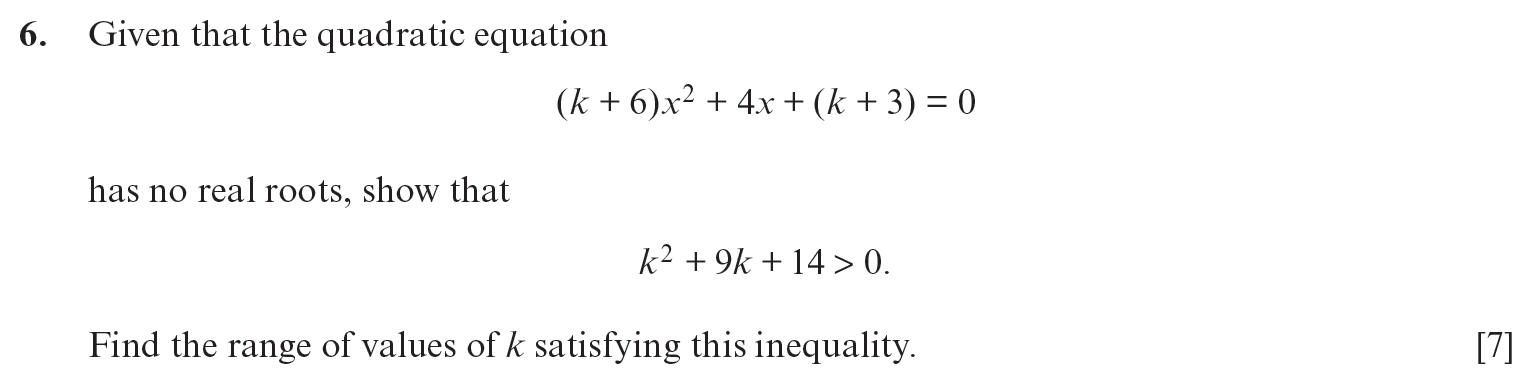 6. Given that the quadratic equation
(k + 6)x² + 4x + (k + 3) = 0
has no real roots, show that
k² + 9k + 14 > 0.
Find the range of values of k satisfying this inequality. [7]